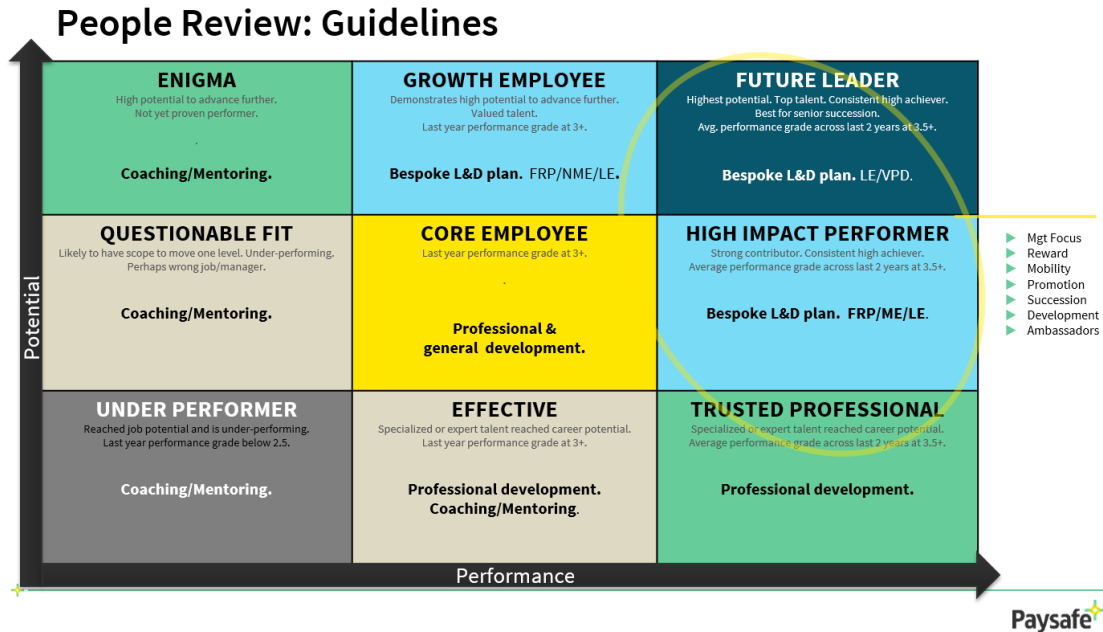 People Review: Guidelines
ENIGMA
High potential to advance further.
Not yet proven performer.
.
Coaching/Mentoring.
GROWTH EMPLOYEE
Demonstrates high potential to advance further.
Valued talent.
Last year performance grade at 3+.
Bespoke L&D plan. FRP/NME/LE.
FUTURE LEADER
Highest potential. Top talent. Consistent high achiever.
Best for senior succession.
Avg. performance grade across last 2 years at 3.5+.
Bespoke L&D plan. LE/VPD.
QUESTIONABLE FIT
Likely to have scope to move one level. Under-performing.
Perhaps wrong job/manager.
Coaching/Mentoring.
CORE EMPLOYEE
Last year performance grade at 3+.
.
Professional &
general development.
HIGH IMPACT PERFORMER
Strong contributor. Consistent high achiever.
Average performance grade across last 2 years at 3.5+.
Bespoke L&D plan. FRP/ME/LE.
Mgt Focus
Reward
Mobility
Promotion
Succession
Development
Ambassadors
UNDER PERFORMER
Reached job potential and is under-performing.
Last year performance grade below 2.5.
Coaching/Mentoring.
EFFECTIVE
Specialized or expert talent reached career potential.
Last year performance grade at 3+.
Professional development.
Coaching/Mentoring.
TRUSTED PROFESSIONAL
Specialized or expert talent reached career potential.
Average performance grade across last 2 years at 3.5+.
Professional development.
Potential
Performance
Paysafe